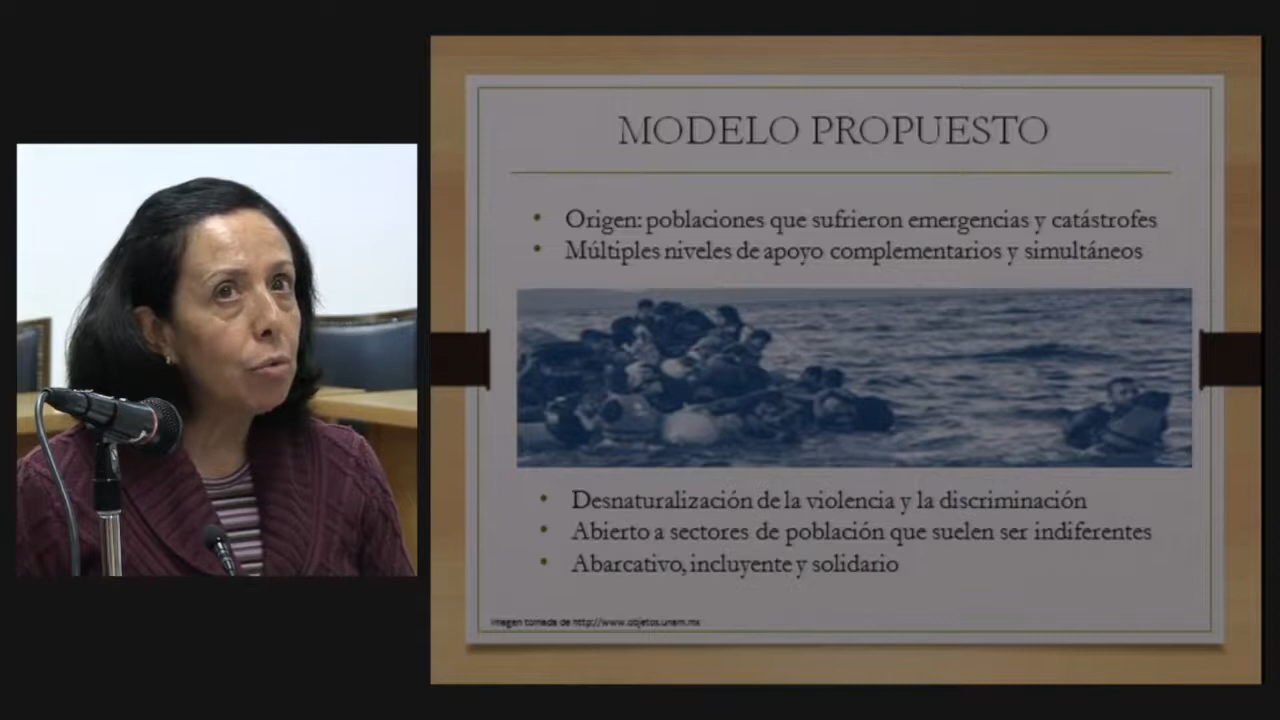 MODELO PROPUESTO
• Origen: poblaciones que sufrieron emergencias y catástrofes
• Múltiples niveles de apoyo complementarios y simultáneos
• Desnaturalización de la violencia y la discriminación
• Abierto a sectores de población que suelen ser indiferentes
• Abarcativo, incluyente y solidario
Imagen tomada de http://www.objetos.unam.mx